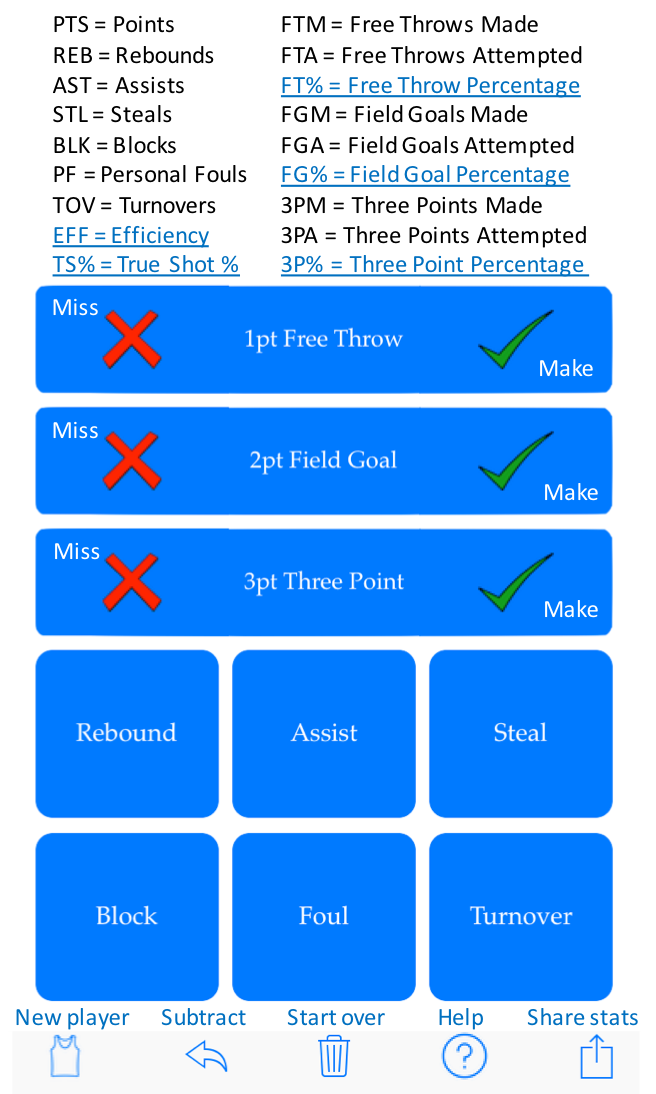 PTS = Points
REB = Rebounds
AST = Assists
STL = Steals
BLK = Blocks
PF = Personal Fouls
TOV = Turnovers
EFF = Efficiency
TS% = True Shot %
FTM = Free Throws Made
FTA = Free Throws Attempted
FT% = Free Throw Percentage
FGM = Field Goals Made
FGA = Field Goals Attempted
FG% = Field Goal Percentage
3PM = Three Points Made
3PA = Three Points Attempted
3P% = Three Point Percentage
Miss
1pt Free Throw
Make
Miss
2pt Field Goal
Make
Miss
3pt Three Point
Make
Rebound
Assist
Steal
Block
Foul
Turnover
New player
Subtract
Start over
Help
Share stats
?